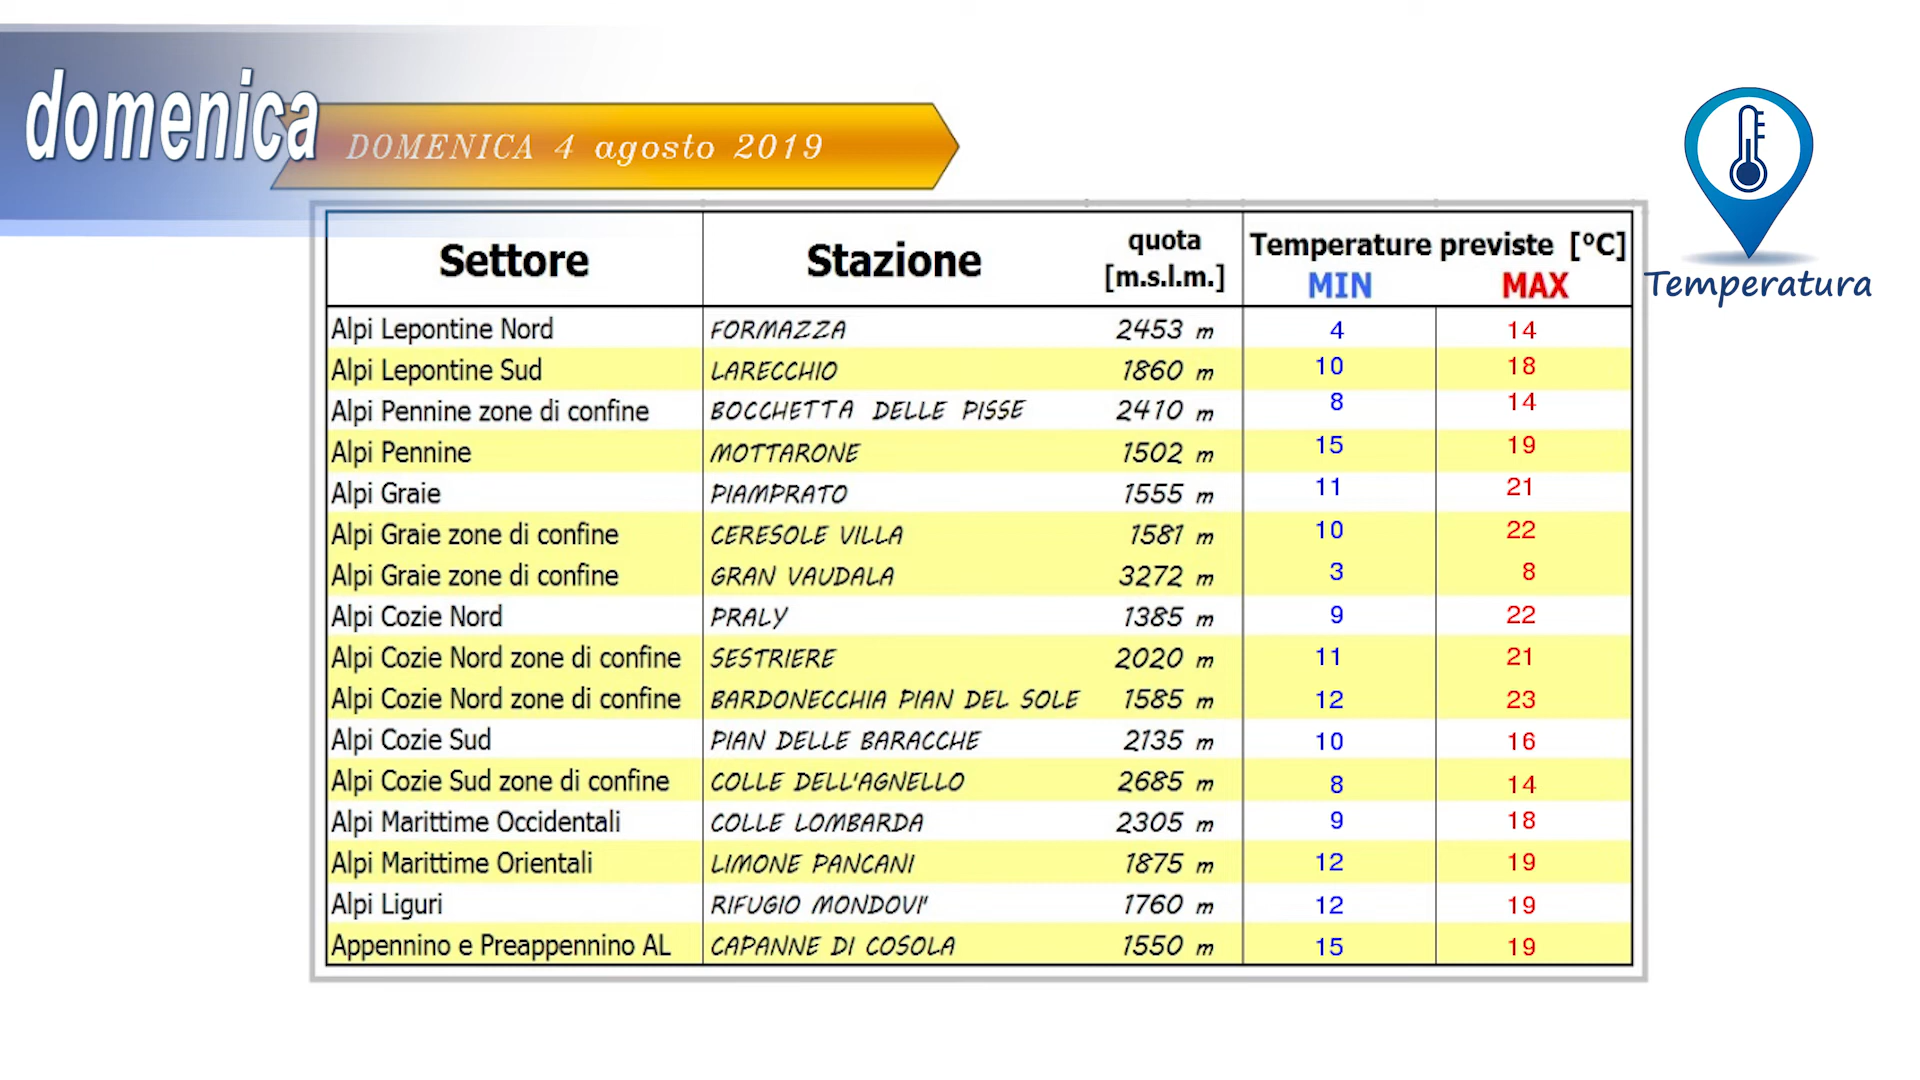 domenica
DOMENICA 4 agosto 2019
Temperatura
Settore Stazione quota [m.s.l.m.] Temperature previste [°C] MIN MAX
Alpi Lepontine Nord FORMAZZA 2453 m 4 14
Alpi Lepontine Sud LARECCHIO 1860 m 10 18
Alpi Pennine zone di confine BOCCHETTA DELLE PISSE 2410 m 8 14
Alpi Pennine MOTTARONE 1502 m 15 19
Alpi Graie PIAMPRATO 1555 m 11 21
Alpi Graie zone di confine CERESOLE VILLA 1581 m 10 22
Alpi Graie zone di confine GRAN VAUDALA 3272 m 3 8
Alpi Cozie Nord PRALY 1385 m 9 22
Alpi Cozie Nord zone di confine SESTRIERE 2020 m 11 21
Alpi Cozie Nord zone di confine BARDONECCHIA PIAN DEL SOLE 1585 m 12 23
Alpi Cozie Sud PIAN DELLE BARACCHE 2135 m 10 16
Alpi Cozie Sud zone di confine COLLE DELL'AGNELLO 2685 m 8 14
Alpi Marittime Occidentali COLLE LOMBARDA 2305 m 9 18
Alpi Marittime Orientali LIMONE PANCANI 1875 m 12 19
Alpi Liguri RIFUGIO MONDOVI' 1760 m 12 19
Appennino e Preappennino AL CAPANNE DI COSOLA 1550 m 15 19